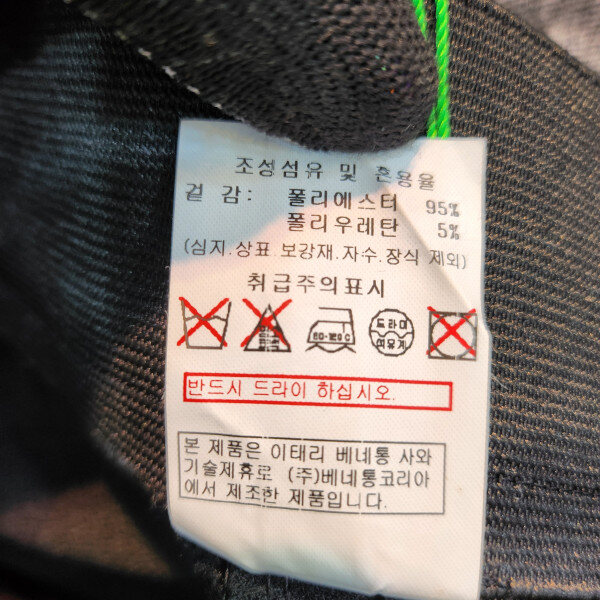 조성섬유 및 혼용율
겉 감: 폴리에스터 95%
폴리우레탄 5%
(심지.상표.보강재.자수.장식 제외)
취급주의표시
드라이
반드시 드라이 하십시오.
본 제품은 이태리 베네통 사와
기술제휴로 (주)베네통코리아
에서 제조한 제품입니다.